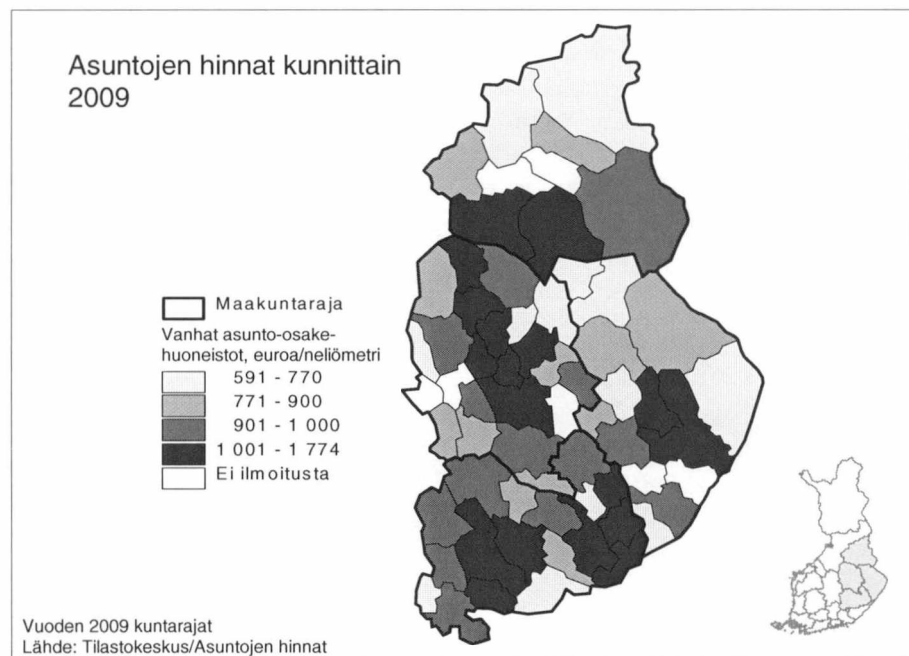 Asuntojen hinnat kunnittain
2009
Maakuntaraja
Vanhat asunto-osake-
huoneistot, euroa/neliömetri
591 - 770
771 - 900
901 - 1 000
1 001 - 1 774
Ei ilmoitusta
Vuoden 2009 kuntarajat
Lähde: Tilastokeskus/Asuntojen hinnat